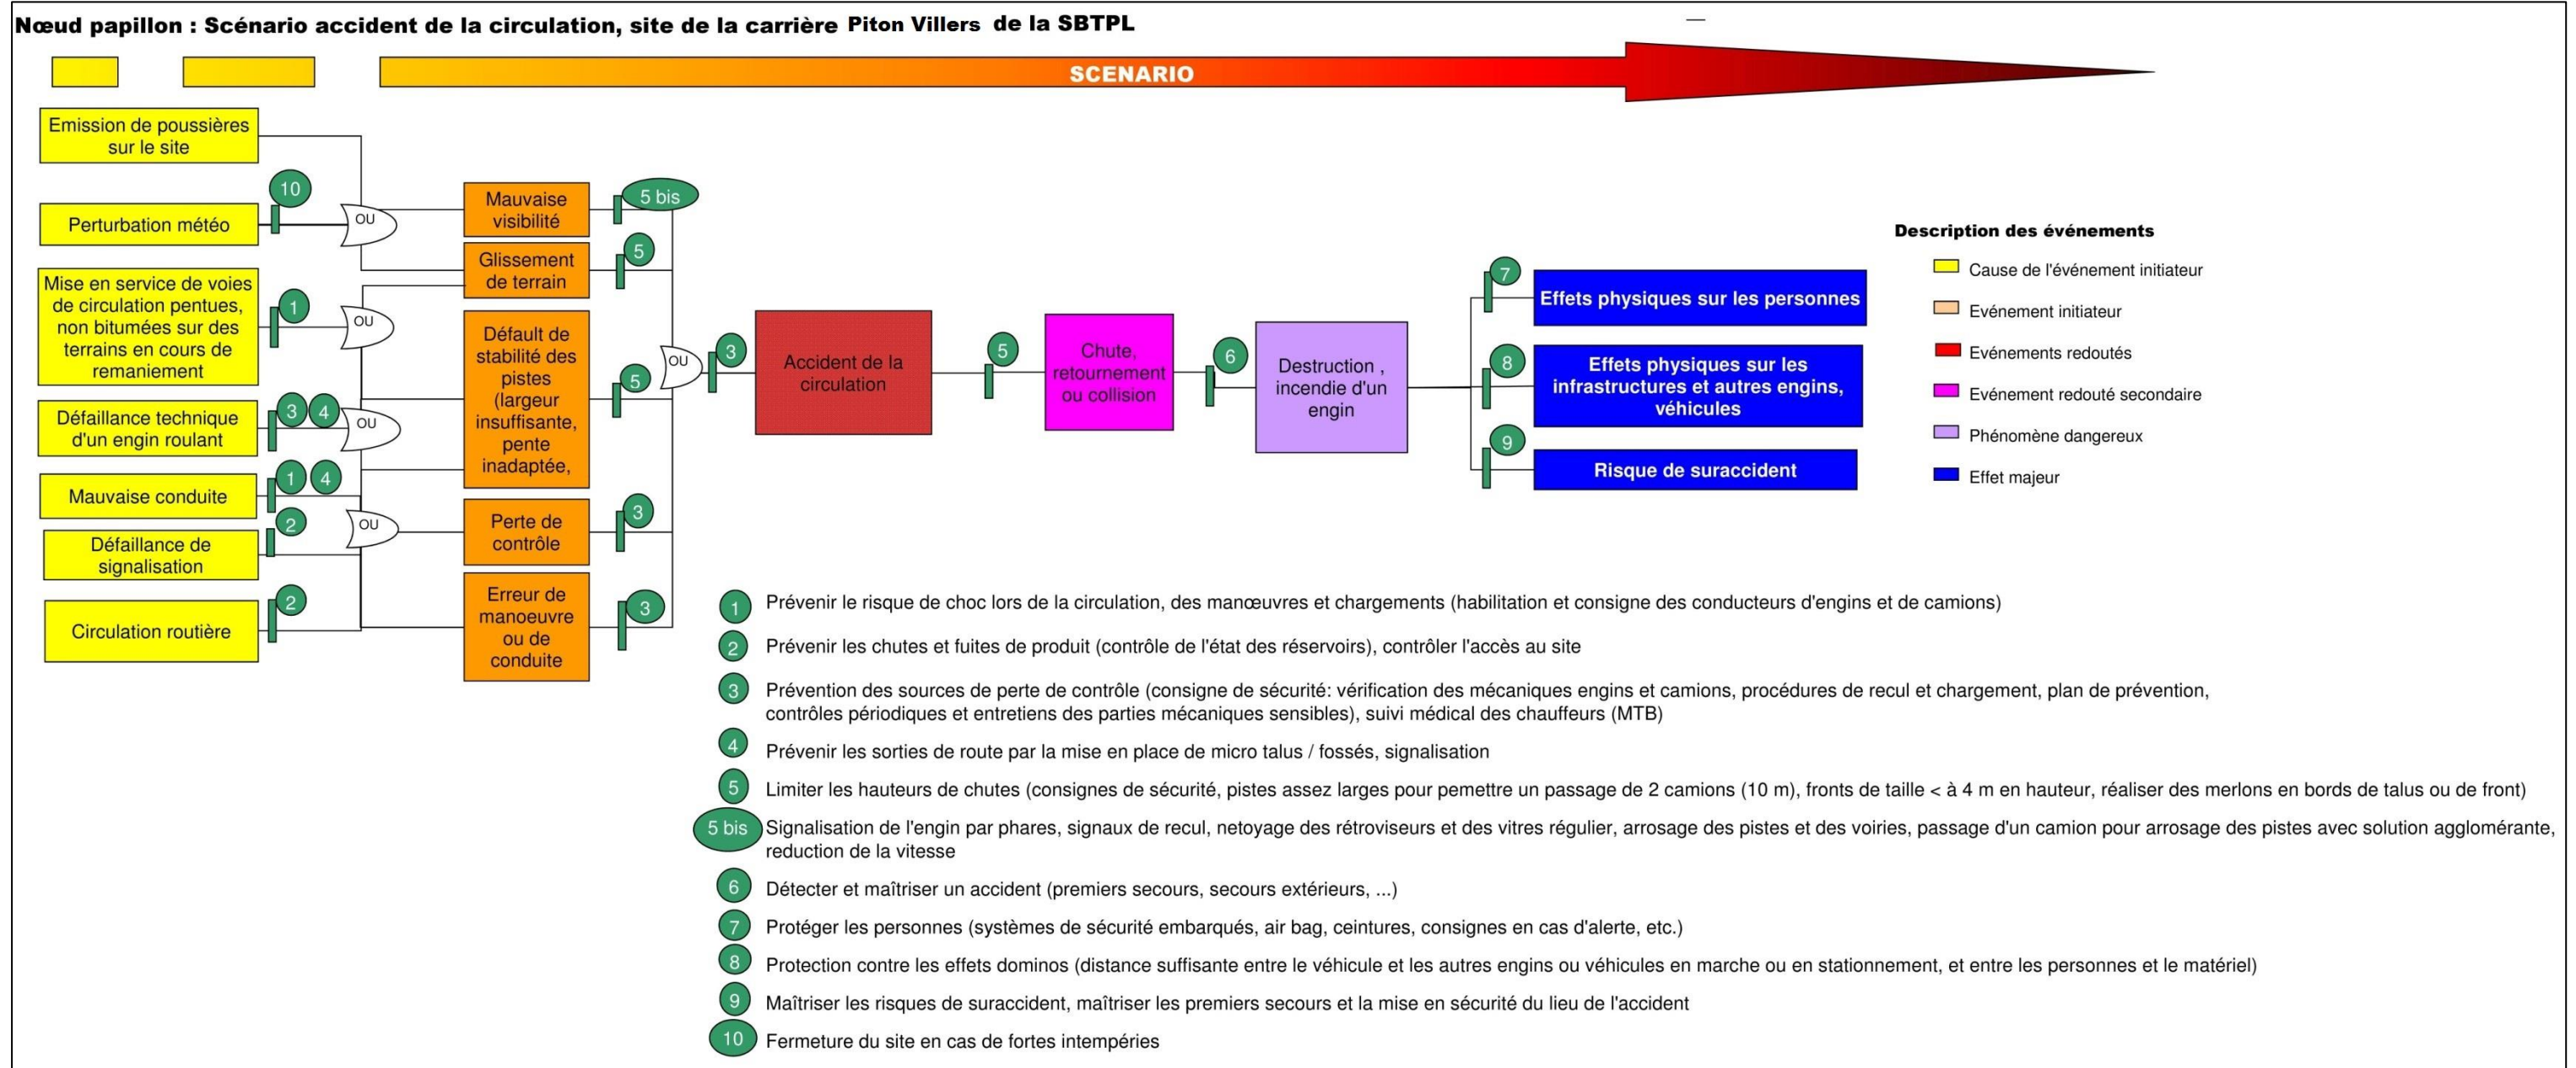 Nœud papillon : Scénario accident de la circulation, site de la carrière Piton Villers de la SBTPL
SCENARIO
Emission de poussières
sur le site
10
Perturbation météo
OU
Mise en service de voies
de circulation pentues,
non bitumées sur des
terrains en cours de
remaniement
1
OU
Défaillance technique
d'un engin roulant
3
4
OU
Mauvaise conduite
1
4
OU
Défaillance de
signalisation
2
Circulation routière
2
Mauvaise
visibilité
5 bis
Glissement
de terrain
5
Défault de
stabilité des
pistes
(largeur
insuffisante,
pente
inadaptée,
5
Perte de
contrôle
3
Erreur de
manoeuvre
ou de
conduite
3
OU
3
Accident de la
circulation
5
Chute,
retournement
ou collision
6
Destruction ,
incendie d'un
engin
7
Effets physiques sur les personnes
8
Effets physiques sur les
infrastructures et autres engins,
véhicules
9
Risque de suraccident
Description des événements
Cause de l'événement initiateur
Evénement initiateur
Evénements redoutés
Evénement redouté secondaire
Phénomène dangereux
Effet majeur
1 Prévenir le risque de choc lors de la circulation, des manœuvres et chargements (habilitation et consigne des conducteurs d'engins et de camions)
2 Prévenir les chutes et fuites de produit (contrôle de l'état des réservoirs), contrôler l'accès au site
3 Prévention des sources de perte de contrôle (consigne de sécurité: vérification des mécaniques engins et camions, procédures de recul et chargement, plan de prévention,
contrôles périodiques et entretiens des parties mécaniques sensibles), suivi médical des chauffeurs (MTB)
4 Prévenir les sorties de route par la mise en place de micro talus / fossés, signalisation
5 Limiter les hauteurs de chutes (consignes de sécurité, pistes assez larges pour pemettre un passage de 2 camions (10 m), fronts de taille < à 4 m en hauteur, réaliser des merlons en bords de talus ou de front)
5 bis Signalisation de l'engin par phares, signaux de recul, netoyage des rétroviseurs et des vitres régulier, arrosage des pistes et des voiries, passage d'un camion pour arrosage des pistes avec solution agglomérante,
reduction de la vitesse
6 Détecter et maîtriser un accident (premiers secours, secours extérieurs, ...)
7 Protéger les personnes (systèmes de sécurité embarqués, air bag, ceintures, consignes en cas d'alerte, etc.)
8 Protection contre les effets dominos (distance suffisante entre le véhicule et les autres engins ou véhicules en marche ou en stationnement, et entre les personnes et le matériel)
9 Maîtriser les risques de suraccident, maîtriser les premiers secours et la mise en sécurité du lieu de l'accident
10 Fermeture du site en cas de fortes intempéries